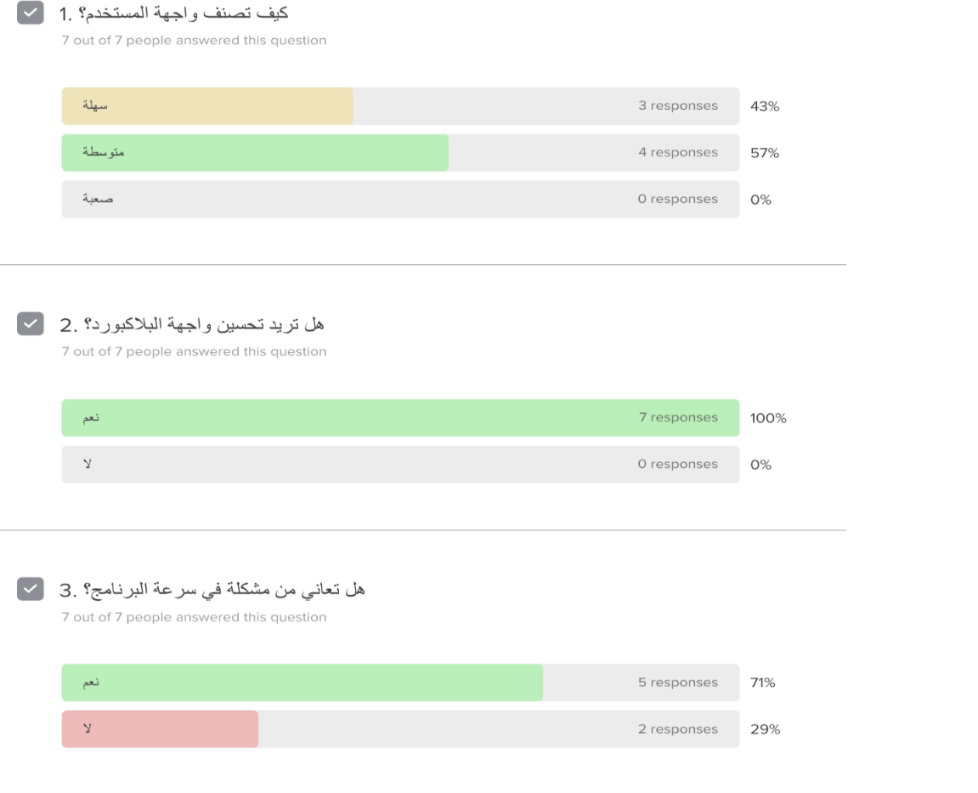 1. كيف تصنف واجهة المستخدم؟
7 out of 7 people answered this question
سهلة 3 responses 43%
متوسطة 4 responses 57%
صعبة 0 responses 0%
2. هل تريد تحسين واجهة البلاكبورد؟
7 out of 7 people answered this question
نعم 7 responses 100%
لا 0 responses 0%
3. هل تعاني من مشكلة في سرعة البرنامج؟
7 out of 7 people answered this question
نعم 5 responses 71%
لا 2 responses 29%